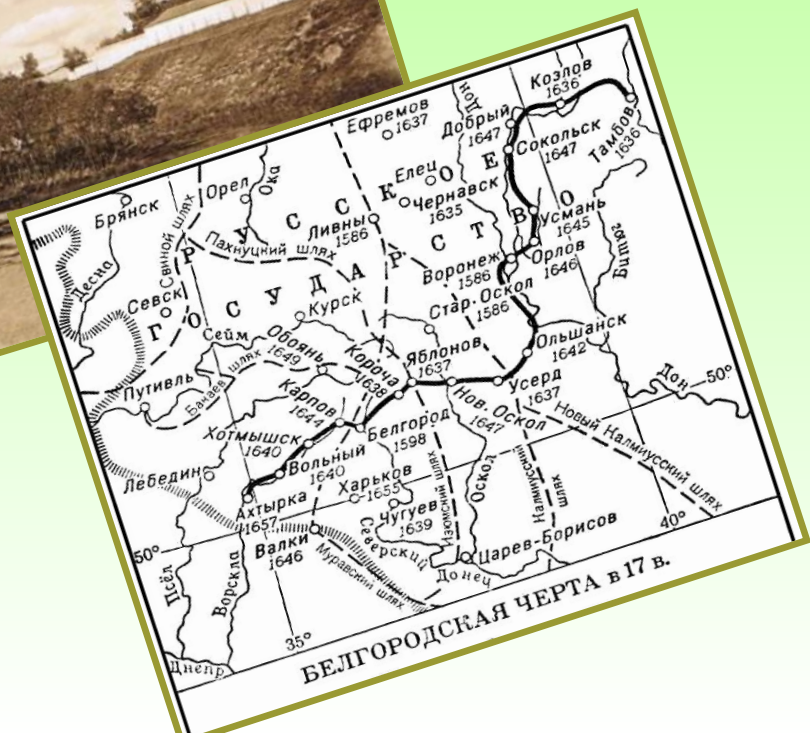 Козлов
1636
Ефремов
1637
Дон
Добрый
1647
Сокольск
1647
Тамбов
1636
Елец
Чернавск
1635
Орел
Ока
Брянск
Свиной шлях
Ливны
1586
Пахнуцкий шлях
РУССКОЕ
ГОСУДАРСТВО
Усмань
1645
Орлов
1646
Воронеж
1586
Битюг
Десна
Севск
Курск
Стар. Оскол
1586
Сейм
Обоянь
1649
Короча
1638
Яблонов
1637
Ольшанск
1642
Путивль
Бакаев шлях
Карпов
1644
Нов. Оскол
1647
Усерд
1637
Дон
50°
Хотмышск
1640
Белгород
1598
Новый Калмиусский шлях
Вольный
1640
Лебедин
Харьков
1655
Ахтырка
1657
Чугуев
1639
Изюмский шлях
Оскол
Калмиусский шлях
40°
Валки
1646
Северский Донец
Царев-Борисов
Муравский шлях
50°
Псёл
Ворскла
35°
Днепр
БЕЛГОРОДСКАЯ ЧЕРТА в 17 в.